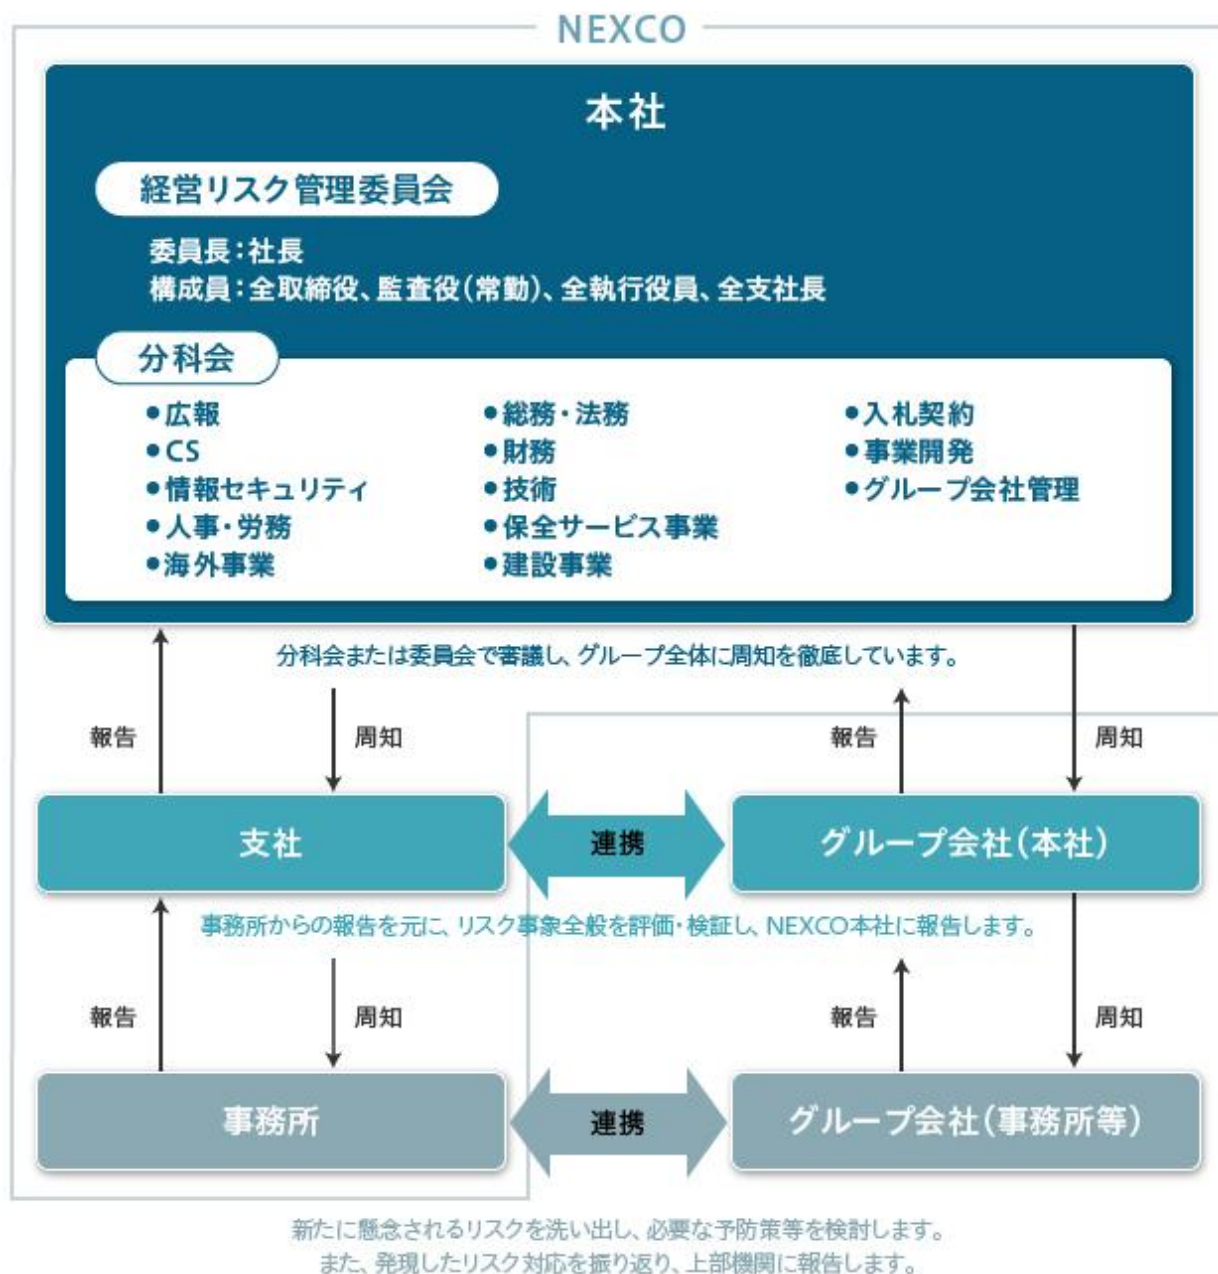 NEXCO
本社
経営リスク管理委員会
委員長：社長
構成員：全取締役、監査役（常勤）、全執行役員、全支社長
分科会
●広報
●CS
●情報セキュリティ
●人事・労務
●海外事業
●総務・法務
●財務
●技術
●保全サービス事業
●建設事業
●入札契約
●事業開発
●グループ会社管理
分科会または委員会で審議し、グループ全体に周知を徹底しています。
報告
周知
報告
周知
支社
連携
グループ会社（本社）
事務所からの報告を元に、リスク事象全般を評価・検証し、NEXCO本社に報告します。
報告
周知
報告
周知
事務所
連携
グループ会社（事務所等）
新たに懸念されるリスクを洗い出し、必要な予防策等を検討します。
また、発現したリスク対応を振り返り、上部機関に報告します。